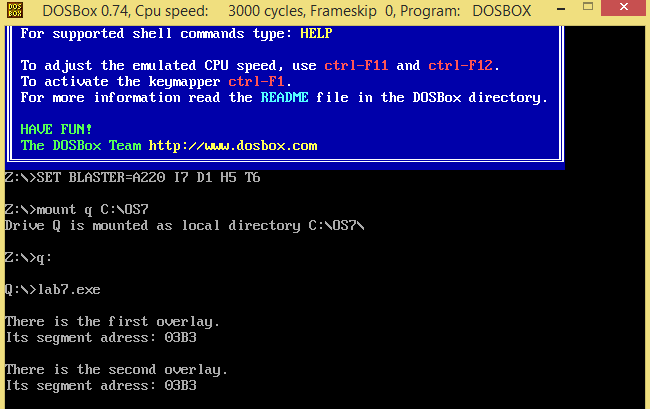 DOSBox 0.74, Cpu speed: 3000 cycles, Frameskip 0, Program: DOSBOX
For supported shell commands type: HELP
To adjust the emulated CPU speed, use ctrl-F11 and ctrl-F12.
To activate the keymapper ctrl-F1.
For more information read the README file in the DOSBox directory.
HAVE FUN!
The DOSBox Team http://www.dosbox.com
Z:\>SET BLASTER=A220 I7 D1 H5 T6
Z:\>mount q C:\OS7
Drive Q is mounted as local directory C:\OS7\
Z:\>q:
Q:\>lab7.exe
There is the first overlay.
Its segment adress: 03B3
There is the second overlay.
Its segment adress: 03B3